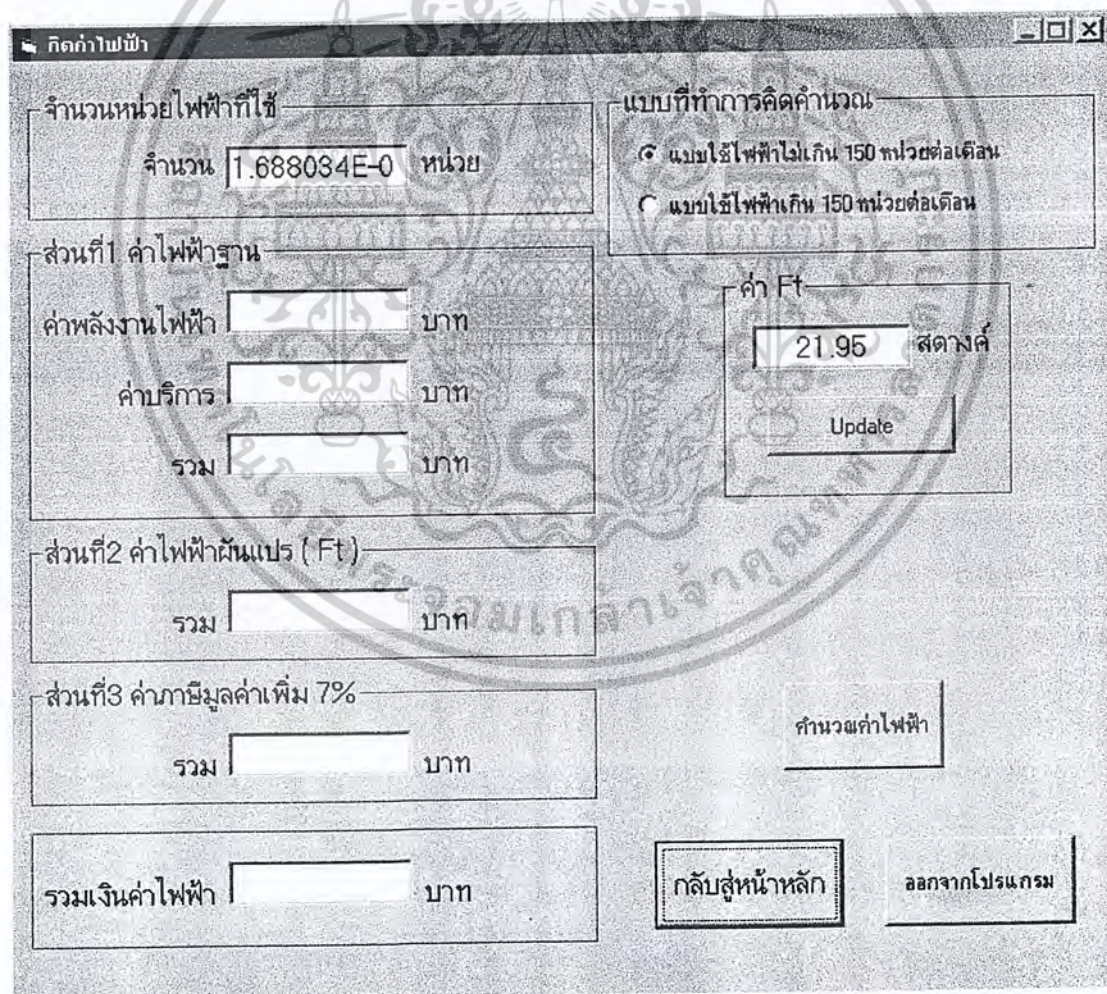 คิดค่าไฟฟ้า
จำนวนหน่วยไฟฟ้าที่ใช้
จำนวน 1.688034E-0 หน่วย
แบบที่ทำการคิดคำนวณ
แบบใช้ไฟฟ้าไม่เกิน 150 หน่วยต่อเดือน
แบบใช้ไฟฟ้าเกิน 150 หน่วยต่อเดือน
ส่วนที่1 ค่าไฟฟ้าฐาน
ค่าพลังงานไฟฟ้า บาท
ค่าบริการ บาท
รวม บาท
ค่า Ft
21.95 สตางค์
Update
ส่วนที่2 ค่าไฟฟ้าผันแปร ( Ft )
รวม บาท
ส่วนที่3 ค่าภาษีมูลค่าเพิ่ม 7%
รวม บาท
คำนวณค่าไฟฟ้า
รวมเงินค่าไฟฟ้า บาท
กลับสู่หน้าหลัก
ออกจากโปรแกรม